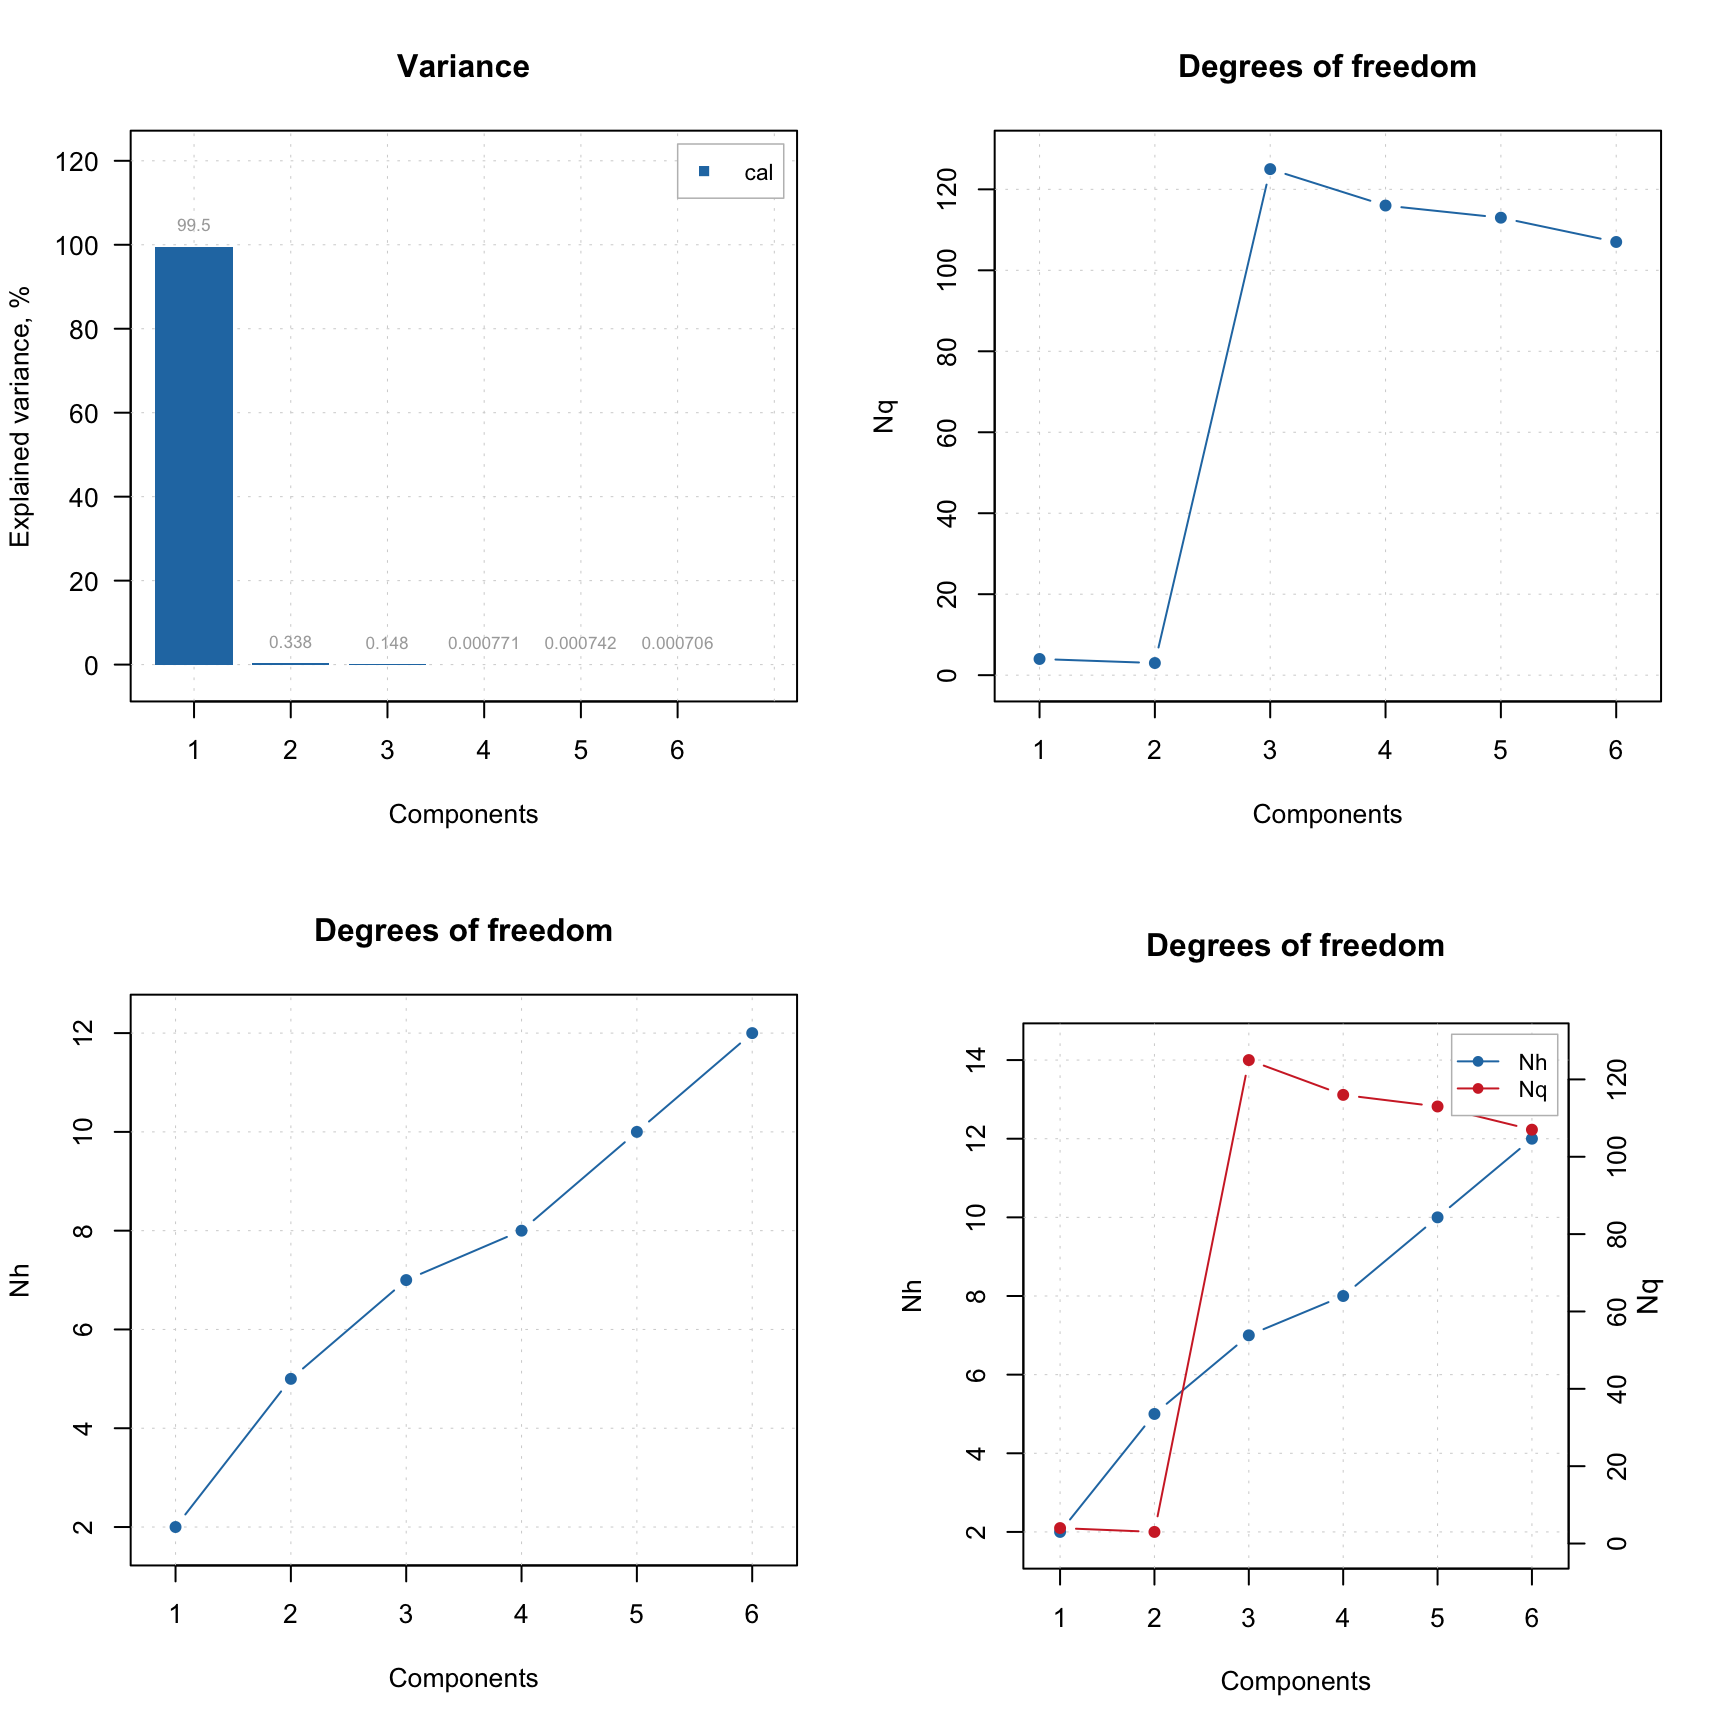 Variance
Explained variance, %
120
100
80
60
40
20
0
cal
99.5
0.338
0.148
0.000771
0.000742
0.000706
1 2 3 4 5 6
Components
Degrees of freedom
Nq
120
100
80
60
40
20
0
1 2 3 4 5 6
Components
Degrees of freedom
Nh
12
10
8
6
4
2
1 2 3 4 5 6
Components
Degrees of freedom
Nh
14
12
10
8
6
4
2
Nh
Nq
120
100
80
60
40
20
0
Nq
1 2 3 4 5 6
Components